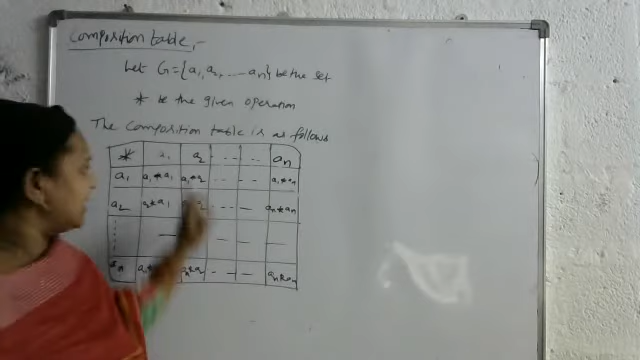 Composition table:-
Let G={a1, a2, ... an} be the set
* be the given operation
The Composition table is as follows
* a1 a2 - - -- an
a1 a1*a1 a1*a2 -- - a1*an
a2 a2*a1 -- — an*an
— — —
an - — an*an